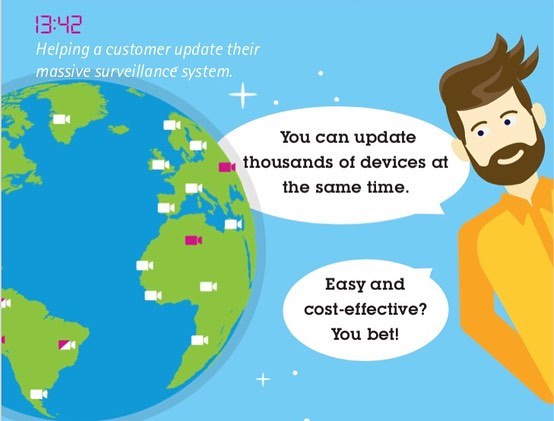 13:42
Helping a customer update their
massive surveillance system.
You can update
thousands of devices at
the same time.
Easy and
cost-effective?
You bet!